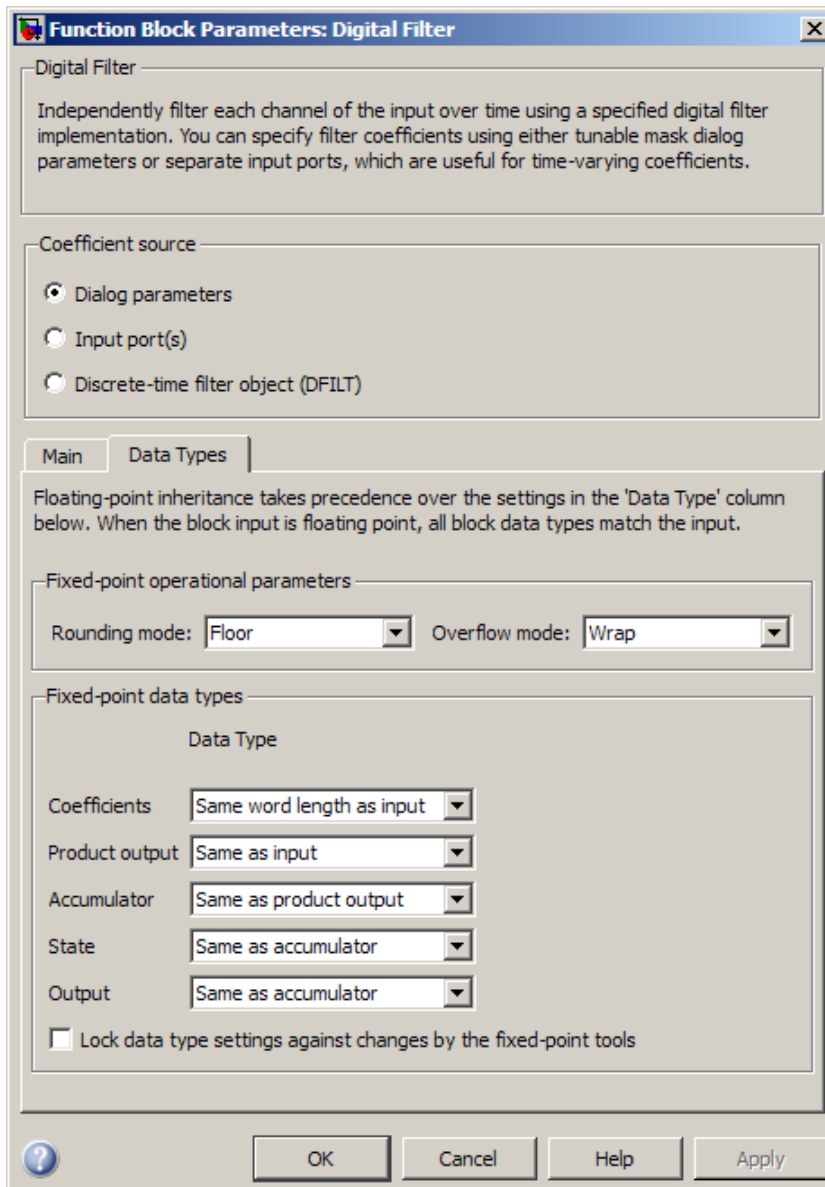 Function Block Parameters: Digital Filter
Digital Filter
Independently filter each channel of the input over time using a specified digital filter
implementation. You can specify filter coefficients using either tunable mask dialog
parameters or separate input ports, which are useful for time-varying coefficients.
Coefficient source
Dialog parameters
Input port(s)
Discrete-time filter object (DFILT)
Main Data Types
Floating-point inheritance takes precedence over the settings in the 'Data Type' column
below. When the block input is floating point, all block data types match the input.
Fixed-point operational parameters
Rounding mode: Floor Overflow mode: Wrap
Fixed-point data types
Data Type
Coefficients Same word length as input
Product output Same as input
Accumulator Same as product output
State Same as accumulator
Output Same as accumulator
Lock data type settings against changes by the fixed-point tools
? OK Cancel Help Apply